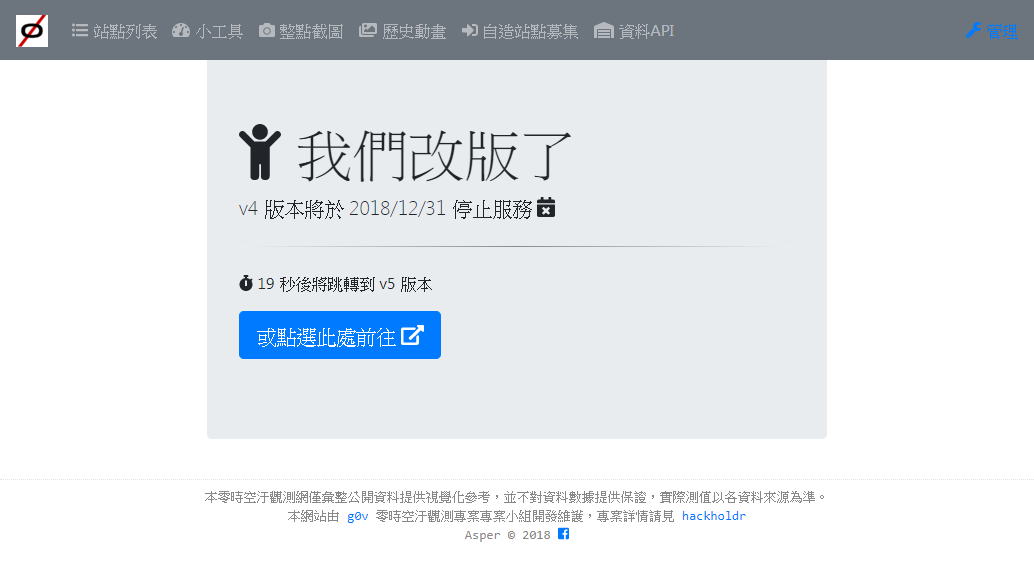 站點列表 小工具 整點截圖 歷史動畫 自造站點募集 資料API 管理
我們改版了
v4 版本將於 2018/12/31 停止服務
19 秒後將跳轉到 v5 版本
或點選此處前往
本零時空汙觀測網僅彙整公開資料提供視覺化參考，並不對資料數據提供保證，實際測值以各資料來源為準。
本網站由 g0v 零時空汙觀測專案專案小組開發維護，專案詳情請見 hackholdr
Asper © 2018